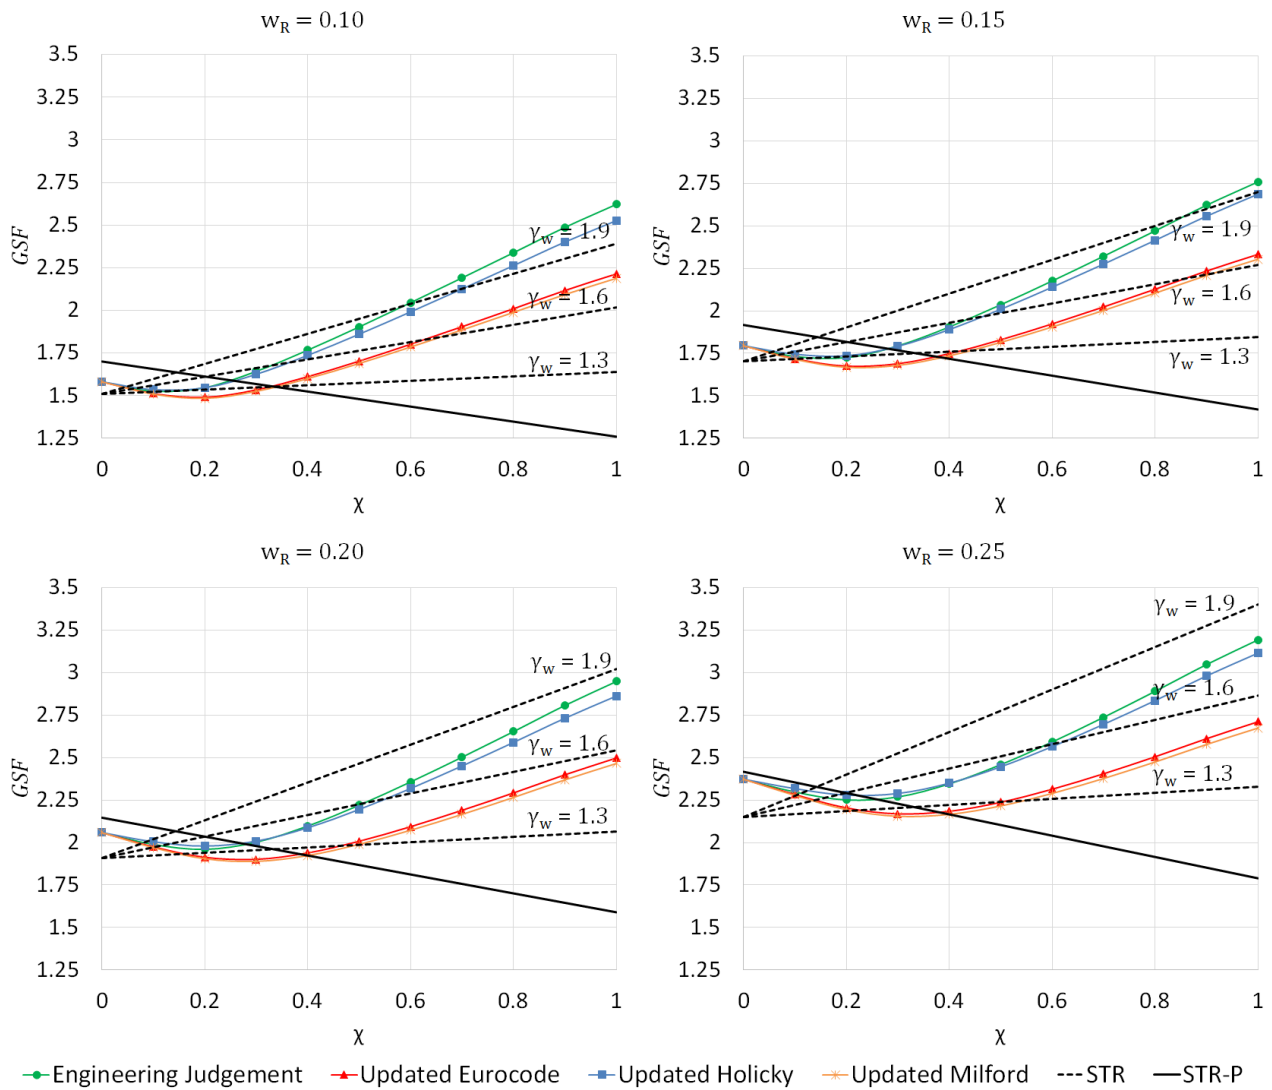 w_R = 0.10
3.5
3.25
3
2.75
2.5
2.25
2
1.75
1.5
1.25
GSF
γ_w = 1.9
γ_w = 1.6
γ_w = 1.3
0 0.2 0.4 0.6 0.8 1
χ
w_R = 0.15
3.5
3.25
3
2.75
2.5
2.25
2
1.75
1.5
1.25
GSF
γ_w = 1.9
γ_w = 1.6
γ_w = 1.3
0 0.2 0.4 0.6 0.8 1
χ
w_R = 0.20
3.5
3.25
3
2.75
2.5
2.25
2
1.75
1.5
1.25
GSF
γ_w = 1.9
γ_w = 1.6
γ_w = 1.3
0 0.2 0.4 0.6 0.8 1
χ
w_R = 0.25
3.5
3.25
3
2.75
2.5
2.25
2
1.75
1.5
1.25
GSF
γ_w = 1.9
γ_w = 1.6
γ_w = 1.3
0 0.2 0.4 0.6 0.8 1
χ
Engineering Judgement Updated Eurocode Updated Holicky Updated Milford STR STR-P